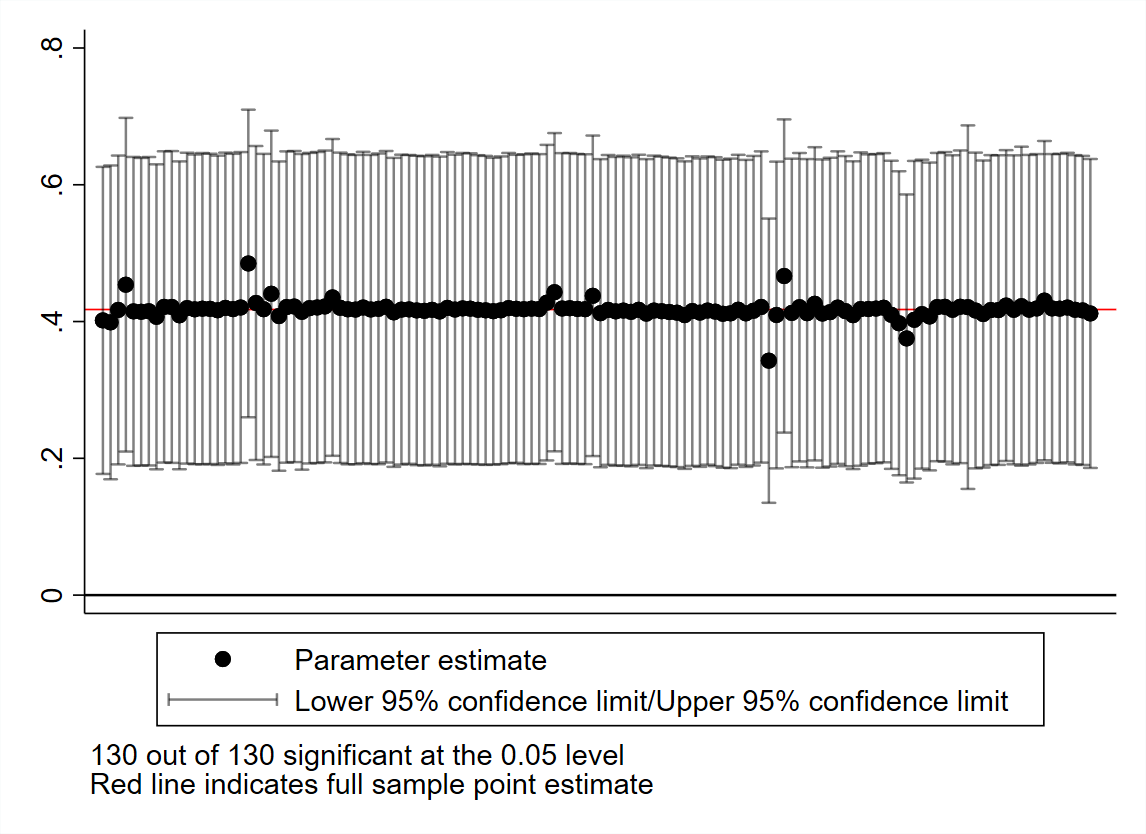 .8
.6
.4
.2
0
Parameter estimate
Lower 95% confidence limit/Upper 95% confidence limit
130 out of 130 significant at the 0.05 level
Red line indicates full sample point estimate